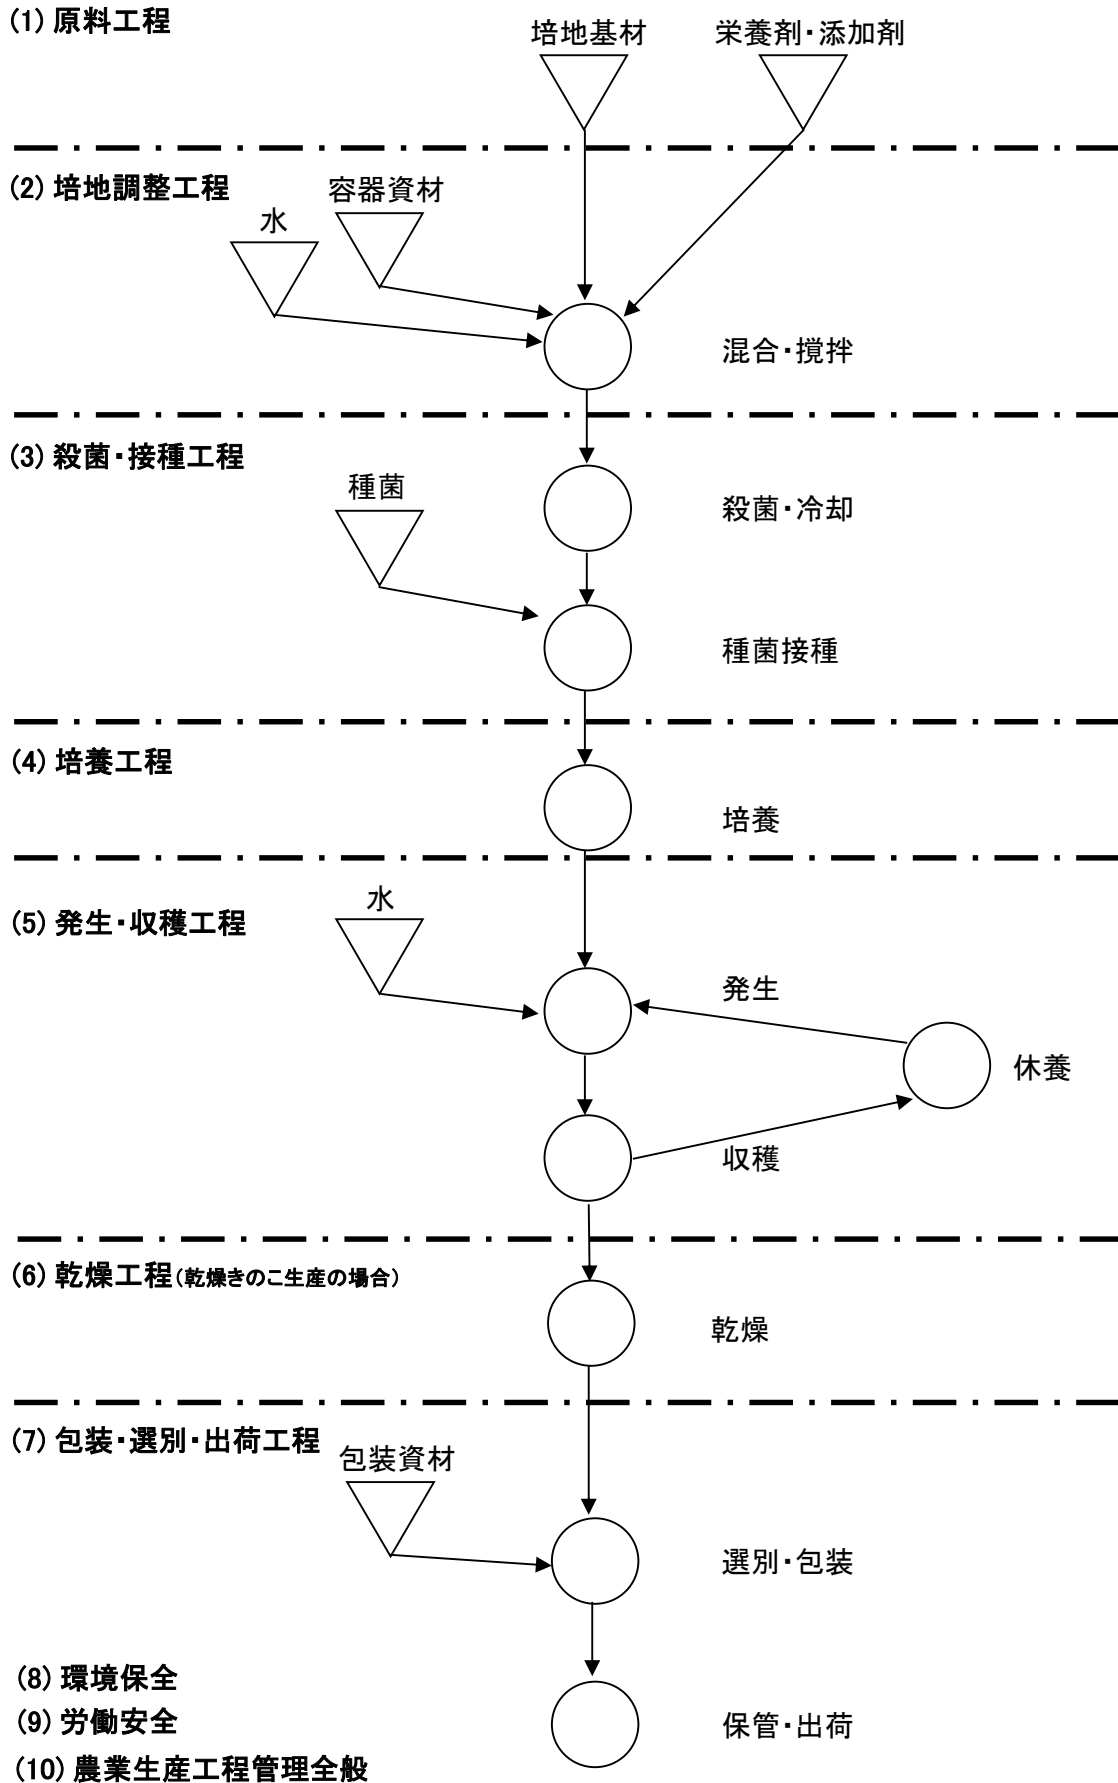 (1) 原料工程
培地基材
栄養剤・添加剤
(2) 培地調整工程
容器資材
水
混合・撹拌
(3) 殺菌・接種工程
種菌
殺菌・冷却
種菌接種
(4) 培養工程
培養
水
(5) 発生・収穫工程
発生
休養
収穫
(6) 乾燥工程(乾燥きのこ生産の場合)
乾燥
(7) 包装・選別・出荷工程
包装資材
選別・包装
(8) 環境保全
(9) 労働安全
保管・出荷
(10) 農業生産工程管理全般